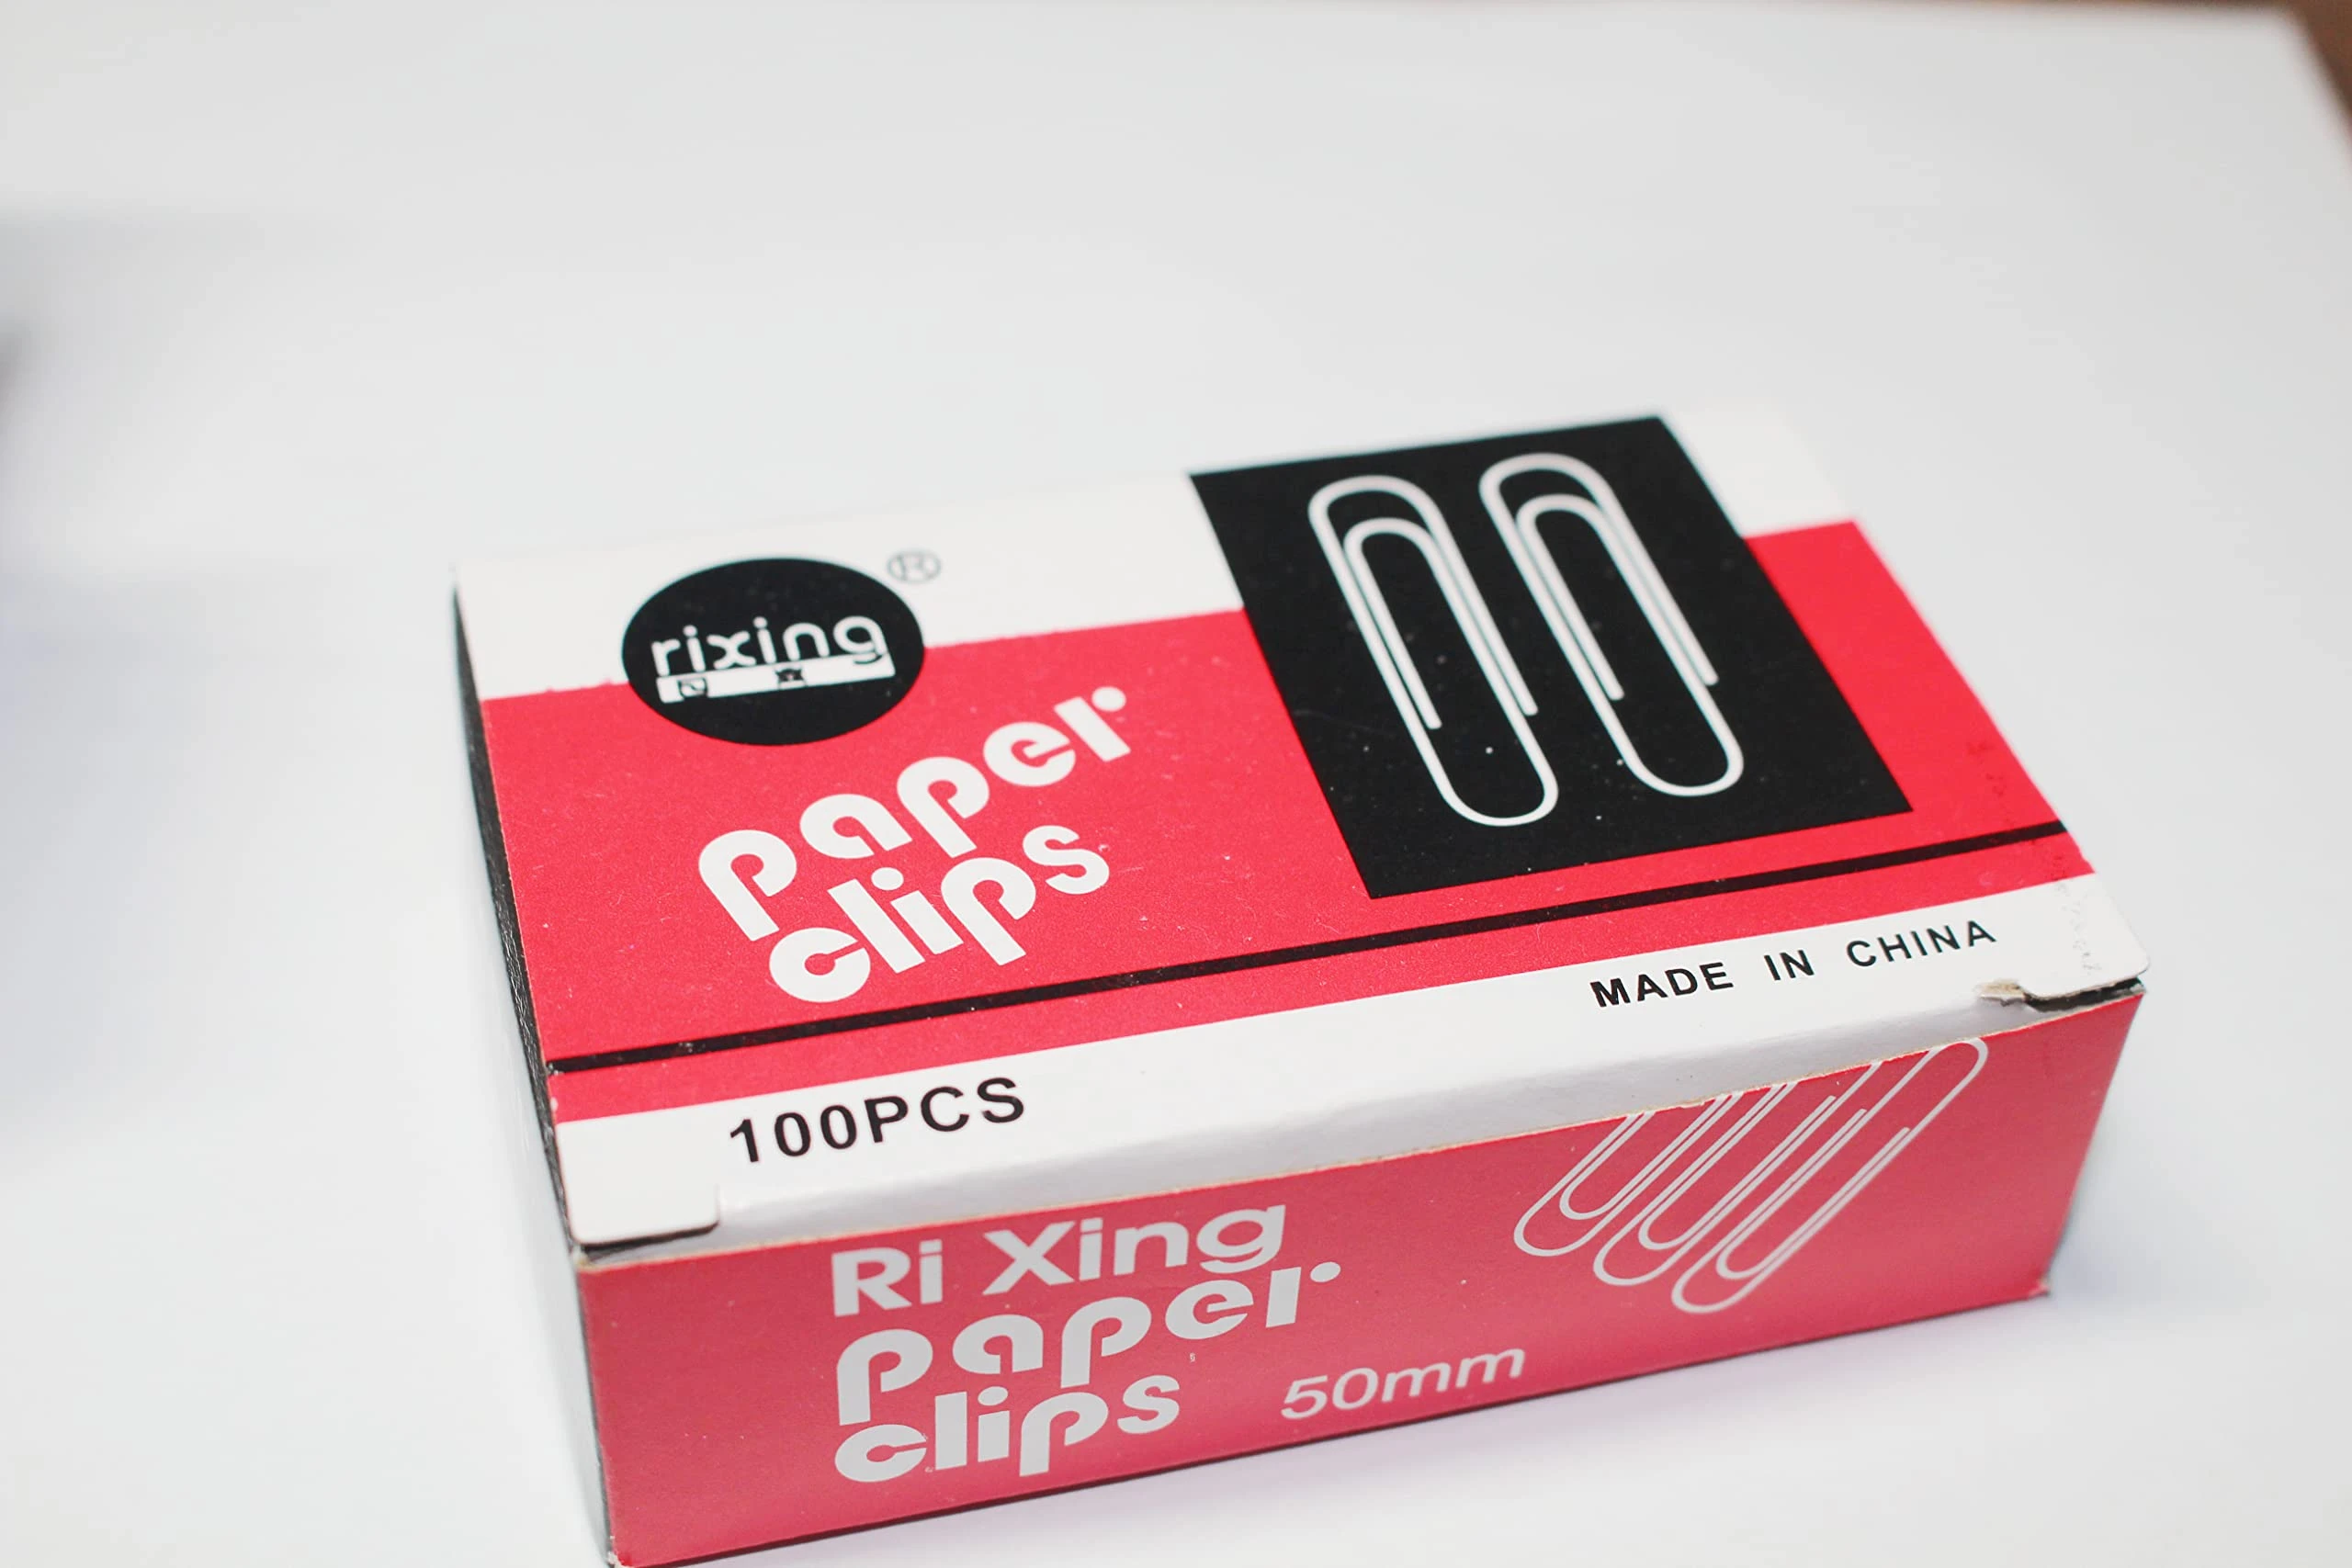 rixing ®
paper
clips
MADE IN CHINA
100PCS
Ri Xing
paper
clips
50mm